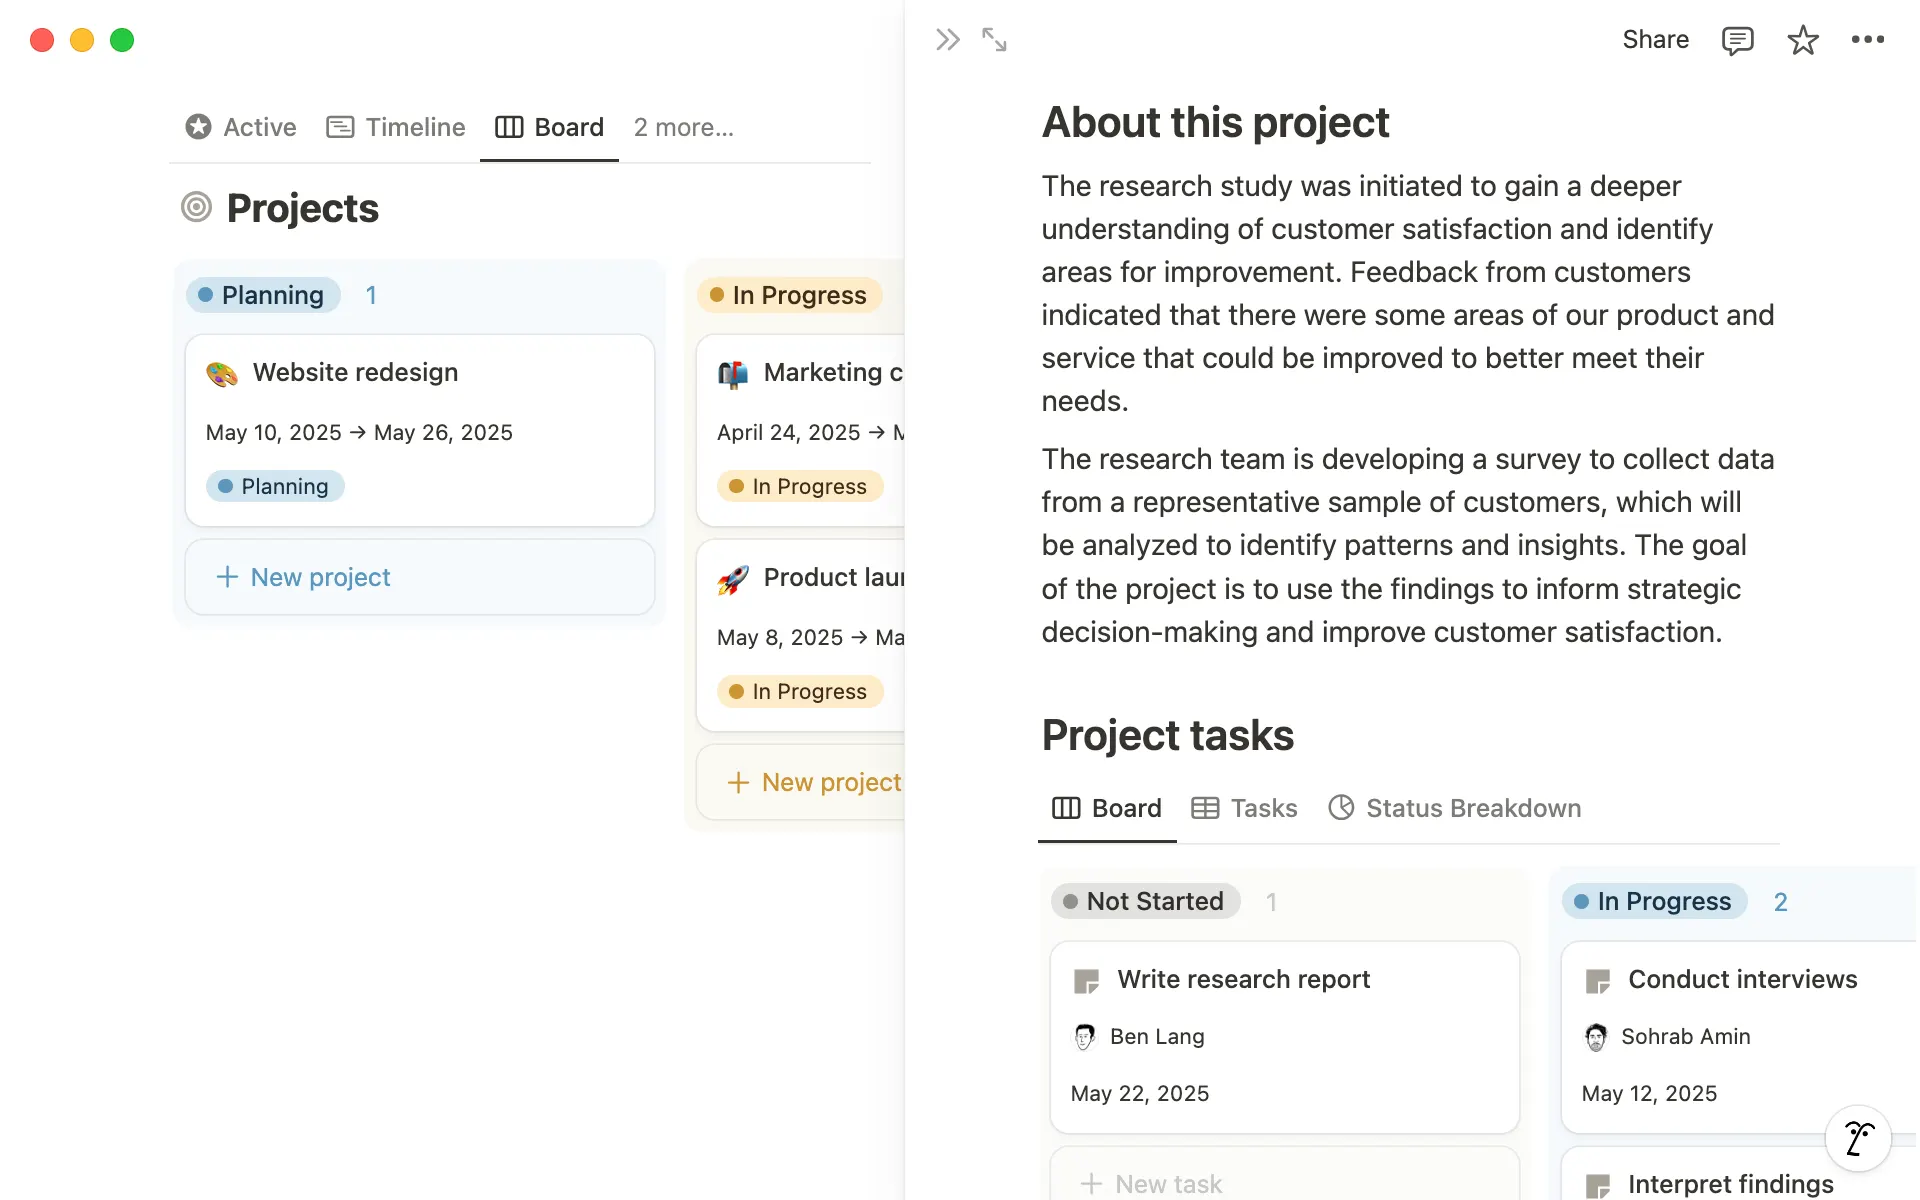 Active
Timeline
Board
2 more...
Projects
Planning 1
Website redesign
May 10, 2025 → May 26, 2025
Planning
+ New project
In Progress
Marketing c
April 24, 2025 →
In Progress
Product lau
May 8, 2025 → Ma
In Progress
+ New project
Share
About this project
The research study was initiated to gain a deeper
understanding of customer satisfaction and identify
areas for improvement. Feedback from customers
indicated that there were some areas of our product and
service that could be improved to better meet their
needs.
The research team is developing a survey to collect data
from a representative sample of customers, which will
be analyzed to identify patterns and insights. The goal
of the project is to use the findings to inform strategic
decision-making and improve customer satisfaction.
Project tasks
Board
Tasks
Status Breakdown
Not Started 1
Write research report
Ben Lang
May 22, 2025
+ New task
In Progress 2
Conduct interviews
Sohrab Amin
May 12, 2025
Interpret findings